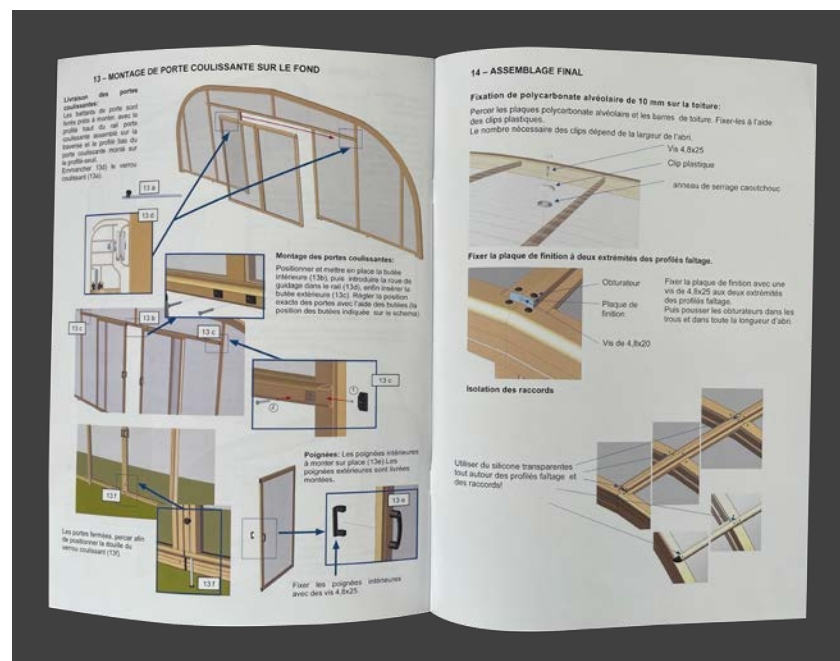 13 – MONTAGE DE PORTE COULISSANTE SUR LE FOND
Livraison des portes
coulissantes:
Les battants de porte sont
livrés prêts à monter, avec le
profilé haut du rail porte
coulissante assemblé sur la
traverse et le profilé bas du
porte coulissante monté sur
le profilé-seuil.
Emmancher 13d) le verrou
coulissant (13a).
13 a
13 d
Montage des portes coulissantes:
Positionner et mettre en place la butée
intérieure (13b), puis introduire la roue de
guidage dans le rail (13d), enfin insérer la
butée extérieure (13c). Régler la position
exacts des portes avec l'aide des butées (la
position des butées indiquée sur le schema)
13 b
13 c
13 c
13 c
1
2
Poignées: Les poignées intérieures
à monter sur place (13e) Les
poignées extérieures sont livrées
montées.
13 e
13 f
Les portes fermées, percer afin
de positionner la douille du
verrou coulissant (13f).
13 f
Fixer les poignées intérieures
avec des vis 4,8x25
14 – ASSEMBLAGE FINAL
Fixation de polycarbonate alvéolaire de 10 mm sur la toiture:
Percer les plaques polycarbonate alvéolaire et les barres de toiture. Fixer-les à l'aide
des clips plastiques.
Le nombre nécessaire des clips dépend de la largeur de l'abri.
Vis 4,8x25
Clip plastique
anneau de serrage caoutchouc
Fixer la plaque de finition à deux extrémités des profilés faîtage.
Obturateur
Plaque de
finition
Vis de 4,8x20
Fixer la plaque de finition avec une
vis de 4,8x25 aux deux extrémités
des profilés faîtage.
Puis pousser les obturateurs dans les
trous et dans toute la longueur d'abri.
Isolation des raccords
Utiliser du silicone transparentes
tout autour des profilés faîtage et
des raccords!